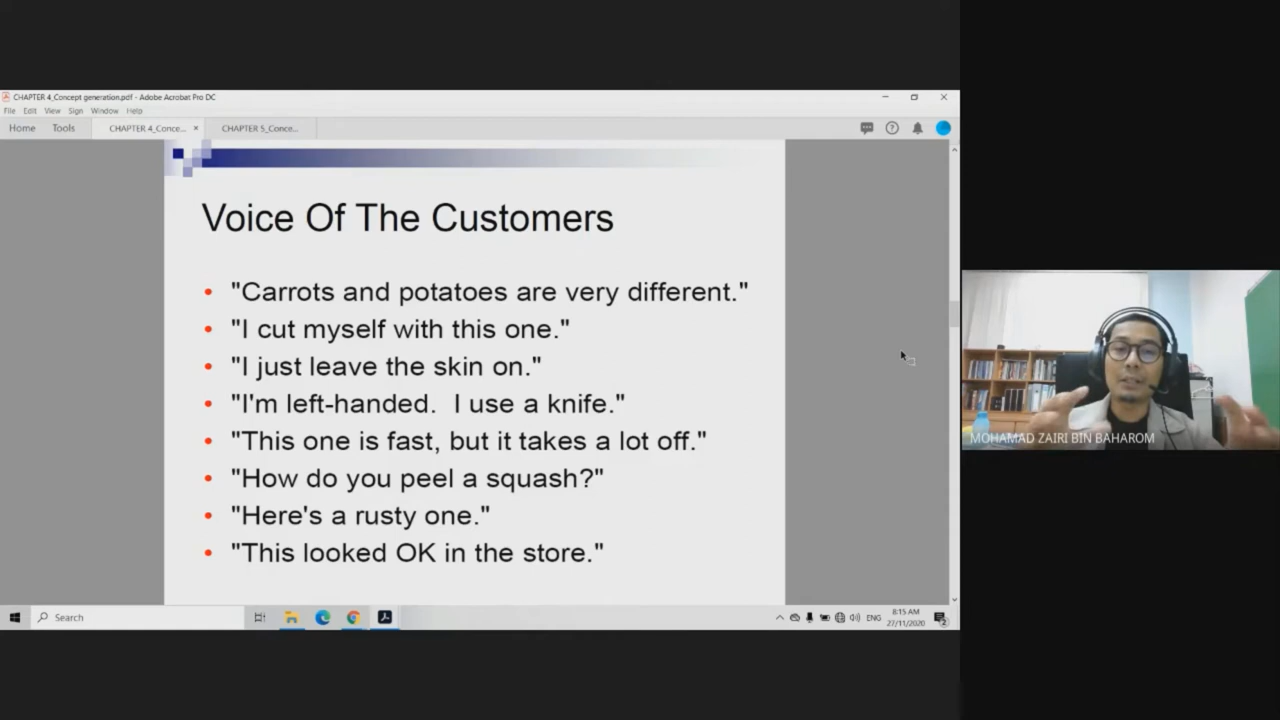 CHAPTER 4_Concept generation.pdf - Adobe Acrobat Pro DC
File Edit View Sign Window Help
Home Tools CHAPTER 4_Conce... × CHAPTER 5_Conce...
Voice Of The Customers
• "Carrots and potatoes are very different."
• "I cut myself with this one."
• "I just leave the skin on."
• "I'm left-handed. I use a knife."
• "This one is fast, but it takes a lot off."
• "How do you peel a squash?"
• "Here's a rusty one."
• "This looked OK in the store."
MOHAMAD ZAIRI BIN BAHAROM
Search
ENG
8:15 AM
27/11/2020
2